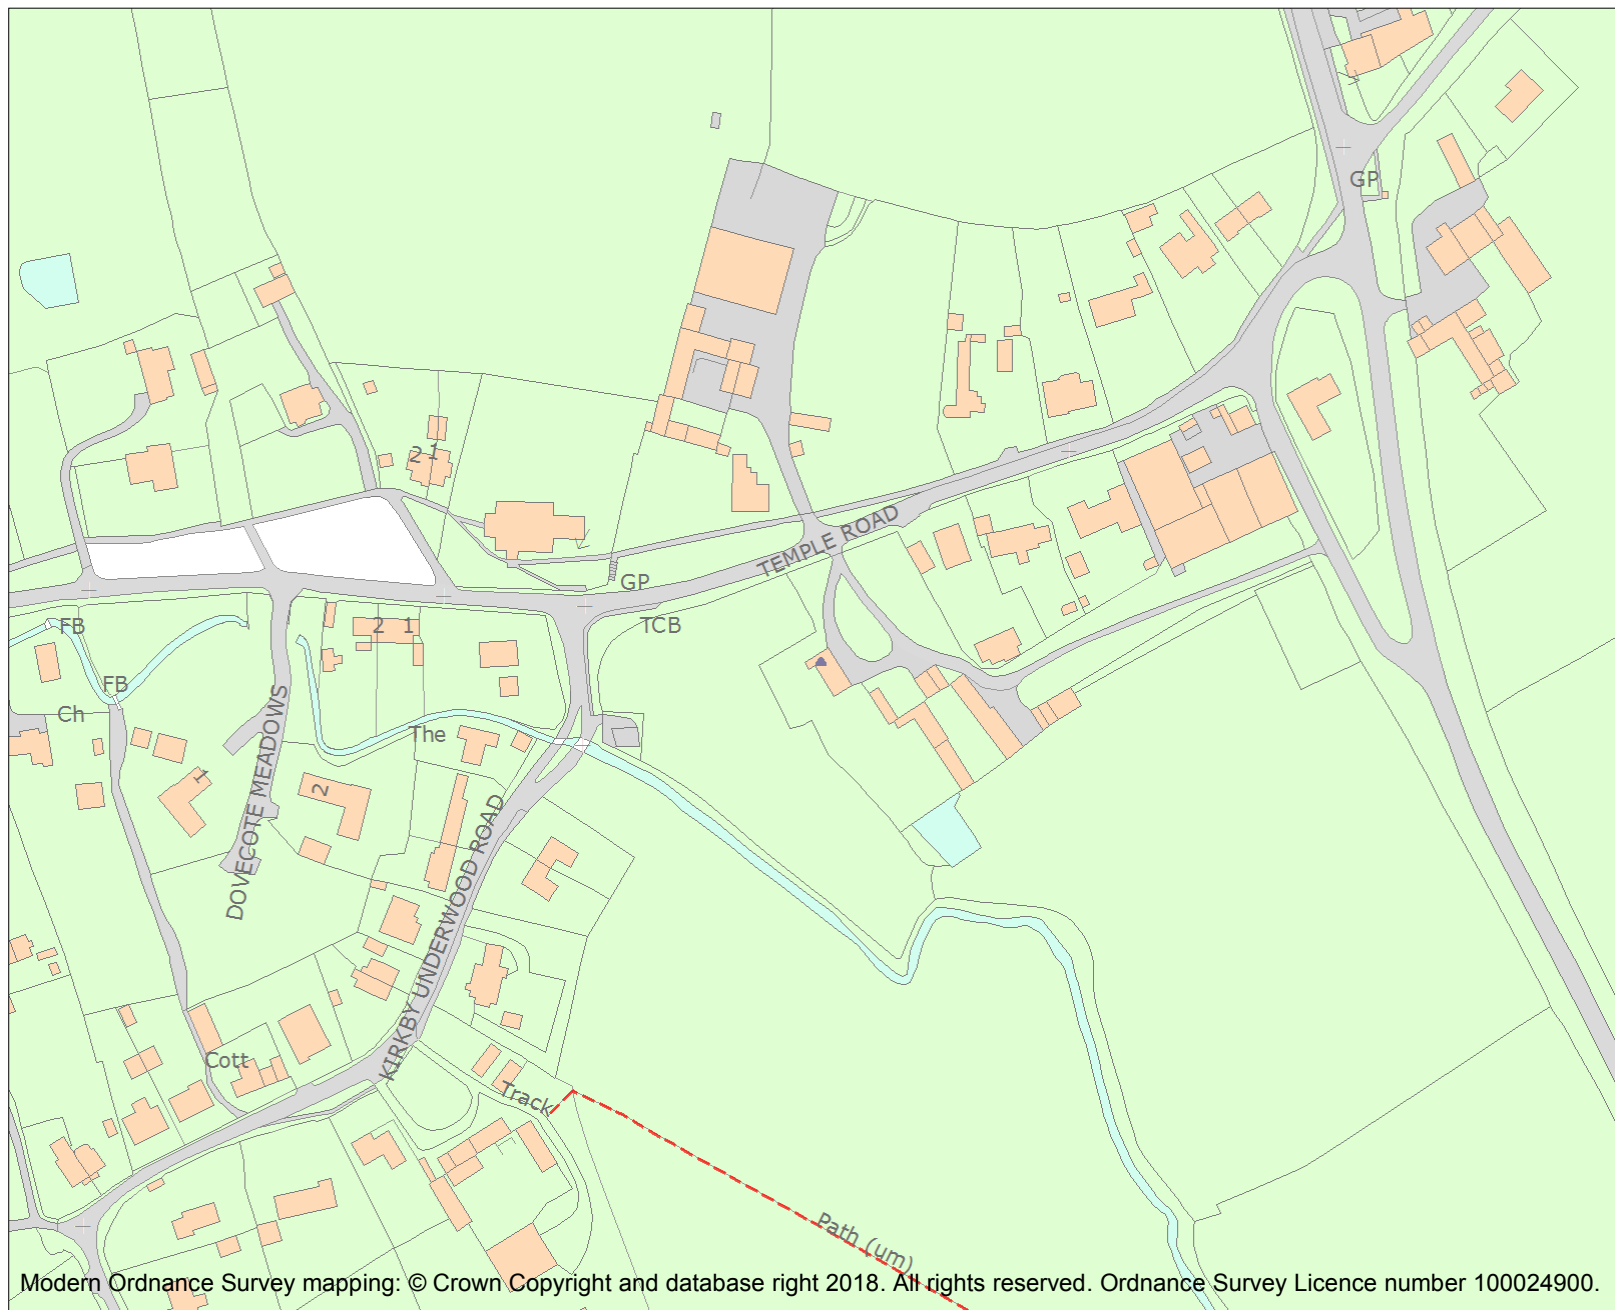 GP
2 1
TEMPLE ROAD
GP
TCB
FB
2 1
FB
Ch
The
DOVECOTE MEADOWS
1
2
KIRKBY UNDERWOOD ROAD
Cott
Track
Path (um)
Modern Ordnance Survey mapping: © Crown Copyright and database right 2018. All rights reserved. Ordnance Survey Licence number 100024900.